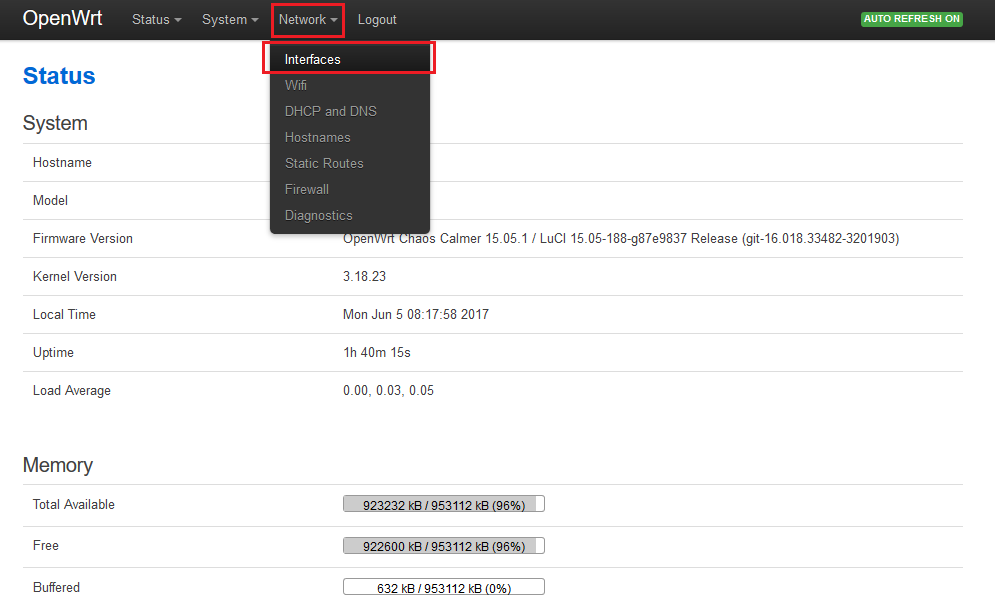 OpenWrt Status System Network Logout AUTO REFRESH ON
Interfaces
Wifi
DHCP and DNS
Hostnames
Static Routes
Firewall
Diagnostics
Status
System
Hostname
Model
Firmware Version OpenWrt Chaos Calmer 15.05.1 / LuCI 15.05-188-g87e9837 Release (git-16.018.33482-3201903)
Kernel Version 3.18.23
Local Time Mon Jun 5 08:17:58 2017
Uptime 1h 40m 15s
Load Average 0.00, 0.03, 0.05
Memory
Total Available 923232 kB / 953112 kB (96%)
Free 922600 kB / 953112 kB (96%)
Buffered 632 kB / 953112 kB (0%)